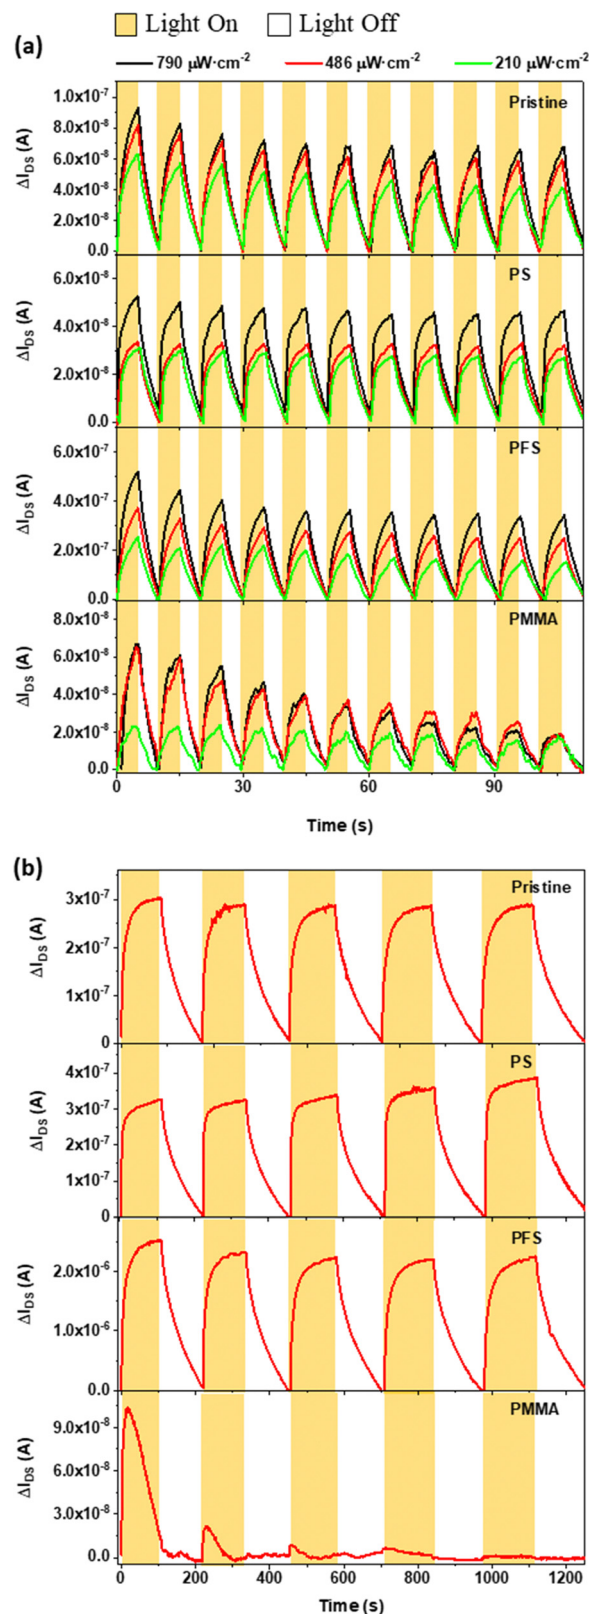 Light On Light Off
(a)
790 µW·cm⁻² 486 µW·cm⁻² 210 µW·cm⁻²
Pristine
1.0x10⁻⁷
8.0x10⁻⁸
6.0x10⁻⁸
4.0x10⁻⁸
2.0x10⁻⁸
0.0
ΔI_DS (A)
PS
6.0x10⁻⁸
4.0x10⁻⁸
2.0x10⁻⁸
0.0
ΔI_DS (A)
PFS
6.0x10⁻⁷
4.0x10⁻⁷
2.0x10⁻⁷
0.0
ΔI_DS (A)
PMMA
8.0x10⁻⁸
6.0x10⁻⁸
4.0x10⁻⁸
2.0x10⁻⁸
0.0
ΔI_DS (A)
0 30 60 90
Time (s)
(b)
Pristine
3x10⁻⁷
2x10⁻⁷
1x10⁻⁷
0
ΔI_DS (A)
PS
4x10⁻⁷
3x10⁻⁷
2x10⁻⁷
1x10⁻⁷
0
ΔI_DS (A)
PFS
2.0x10⁻⁶
1.0x10⁻⁶
0.0
ΔI_DS (A)
PMMA
9.0x10⁻⁸
6.0x10⁻⁸
3.0x10⁻⁸
0.0
ΔI_DS (A)
0 200 400 600 800 1000 1200
Time (s)